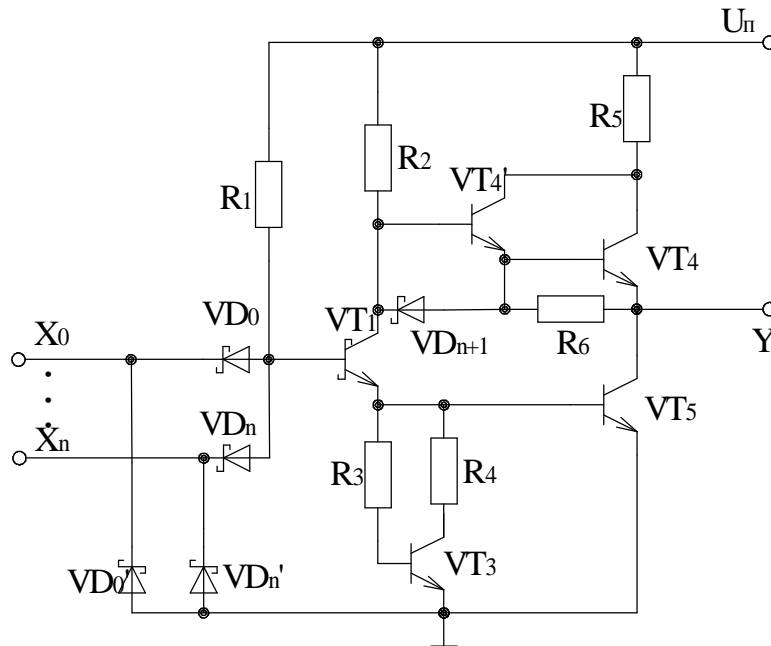 Uп
R5
R2
VT4'
R1
VT4
VD0
VT1
X0
VDn+1
R6
Y
VDn
VT5
Xn
R3
R4
VD0'
VDn'
VT3